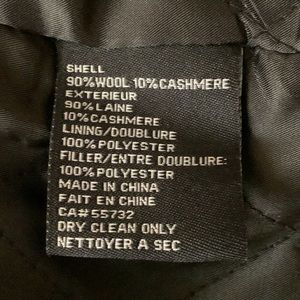 SHELL
90%WOOL 10%CASHMERE
EXTERIEUR
90% LAINE
10% CASHMERE
LINING/DOUBLURE
100% POLYESTER
FILLER/ENTRE DOUBLURE:
100% POLYESTER
MADE IN CHINA
FAIT EN CHINE
CA# 55732
DRY CLEAN ONLY
NETTOYER A SEC